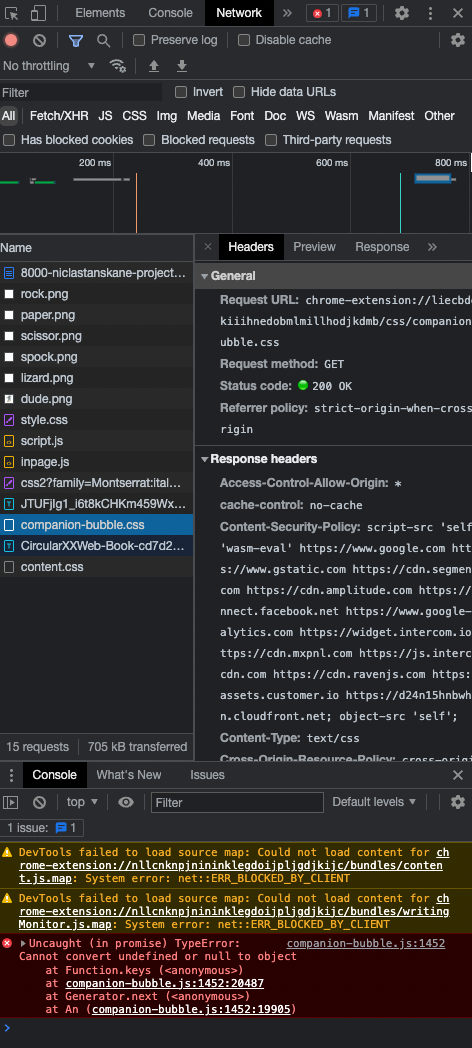 Elements Console Network » 1 1
Preserve log Disable cache
No throttling
Filter Invert Hide data URLs
All Fetch/XHR JS CSS Img Media Font Doc WS Wasm Manifest Other
Has blocked cookies Blocked requests Third-party requests
200 ms 400 ms 600 ms 800 ms
Name
8000-niclastanskane-project...
rock.png
paper.png
scissor.png
spock.png
lizard.png
dude.png
style.css
script.js
inpage.js
css2?family=Montserrat:ital...
JTUFjIg1_i6t8kCHKm459Wx...
companion-bubble.css
CircularXXWeb-Book-cd7d2...
content.css
15 requests 705 kB transferred
× Headers Preview Response »
General
Request URL: chrome-extension://liecbd
kiiihnedobmlmillhodjkdmb/css/companion
ubble.css
Request method: GET
Status code: 200 OK
Referrer policy: strict-origin-when-cross
rigin
Response headers
Access-Control-Allow-Origin: *
cache-control: no-cache
Content-Security-Policy: script-src 'self
'wasm-eval' https://www.google.com htt
s://www.gstatic.com https://cdn.segmen
com https://cdn.amplitude.com https://
nnect.facebook.net https://www.google-
alytics.com https://widget.intercom.io
ttps://cdn.mxpnl.com https://js.interc
cdn.com https://cdn.ravenjs.com https:
assets.customer.io https://d24n15hnbwh
n.cloudfront.net; object-src 'self';
Content-Type: text/css
Cross-Origin-Resource-Policy: cross-origi
Console What's New Issues
top Filter Default levels
1 issue: 1
DevTools failed to load source map: Could not load content for ch
rome-extension://nllcnknpjnininklegdoijpljgdjkijc/bundles/conten
t.js.map: System error: net::ERR_BLOCKED_BY_CLIENT
DevTools failed to load source map: Could not load content for ch
rome-extension://nllcnknpjnininklegdoijpljgdjkijc/bundles/writing
Monitor.js.map: System error: net::ERR_BLOCKED_BY_CLIENT
Uncaught (in promise) TypeError: companion-bubble.js:1452
Cannot convert undefined or null to object
at Function.keys (<anonymous>)
at companion-bubble.js:1452:20487
at Generator.next (<anonymous>)
at An (companion-bubble.js:1452:19905)